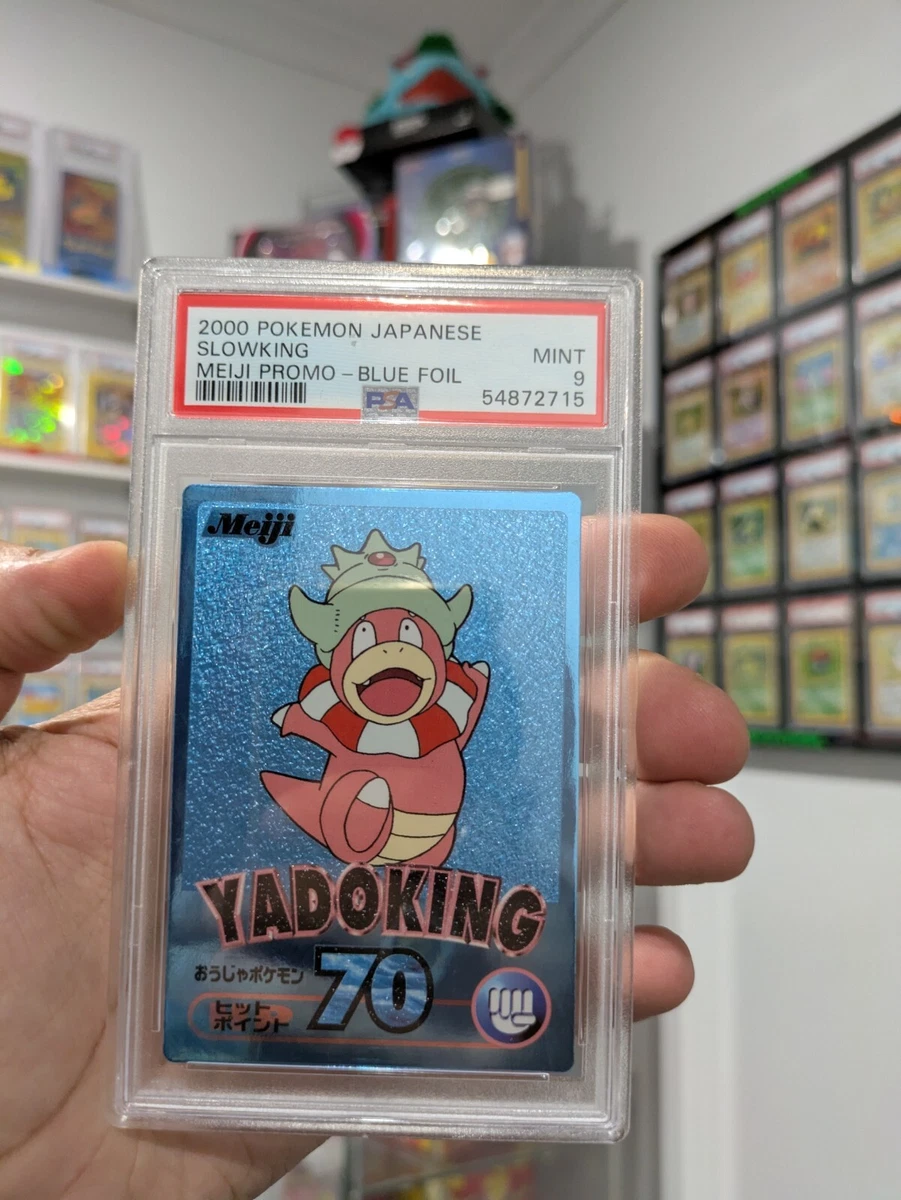 2000 POKEMON JAPANESE
SLOWKING
MINT
MEIJI PROMO - BLUE FOIL
9
54872715
PSA
Meiji
YADOKING
おうじゃポケモン
70
ヒット
ポイント